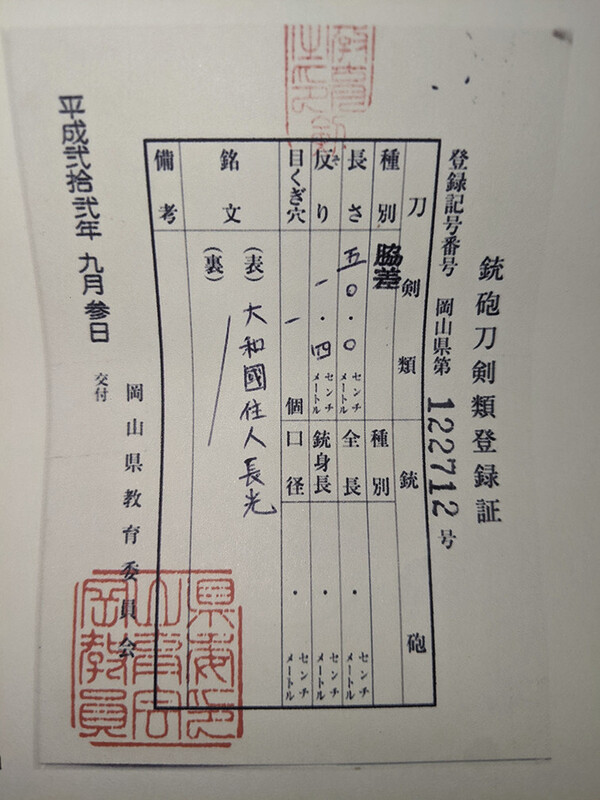 銃砲刀剣類登録証
登録記号番号 岡山県第 122712 号
刀剣類 銃砲
種別 脇差 種別
長さ 五〇.〇 センチメートル 全長 . センチメートル
反り 一.四 センチメートル 銃身長 . センチメートル
目くぎ穴 一 個 口径 . センチメートル
銘文 (表) 大和國住人長光
(裏)
備考
平成弐拾弐年 九月参日 交付
岡山県教育委員会